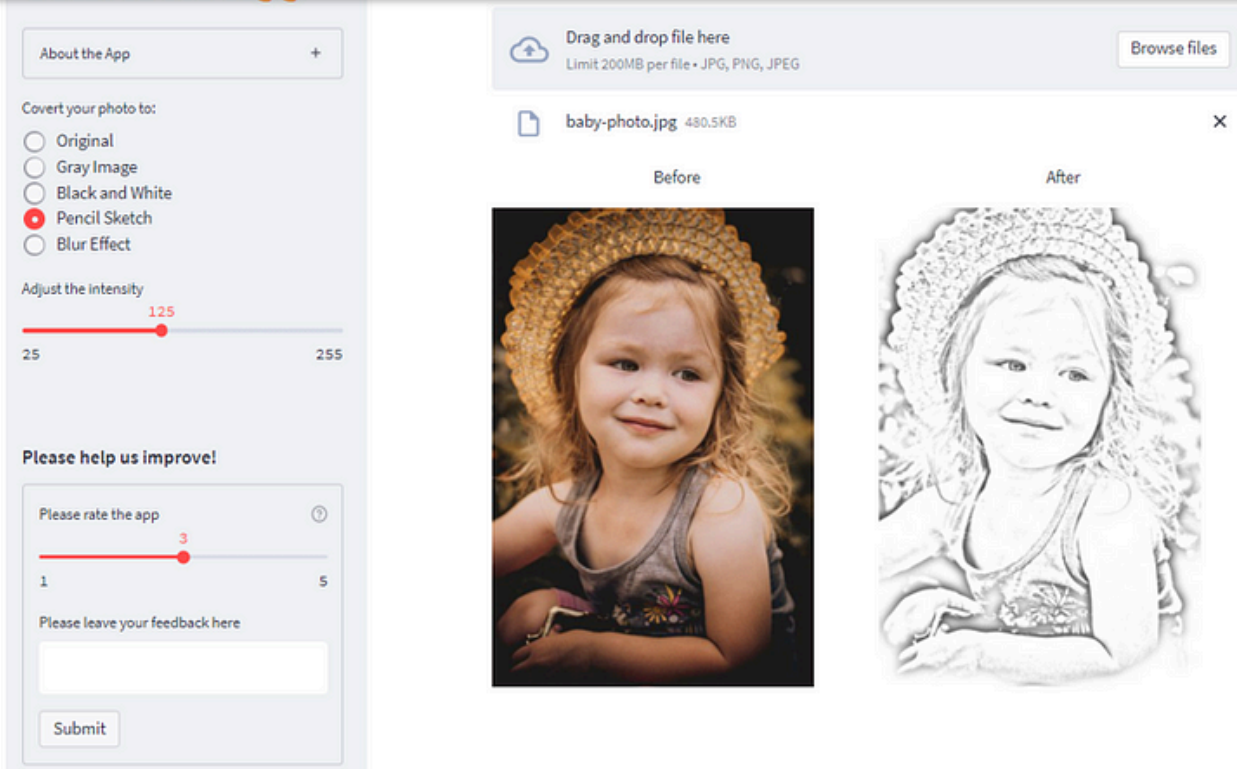 About the App +
Covert your photo to:
Original
Gray Image
Black and White
Pencil Sketch
Blur Effect
Adjust the intensity
125
25 255
Please help us improve!
Please rate the app
3
1 5
Please leave your feedback here
Submit
Drag and drop file here
Limit 200MB per file • JPG, PNG, JPEG
Browse files
baby-photo.jpg 480.5KB
Before After